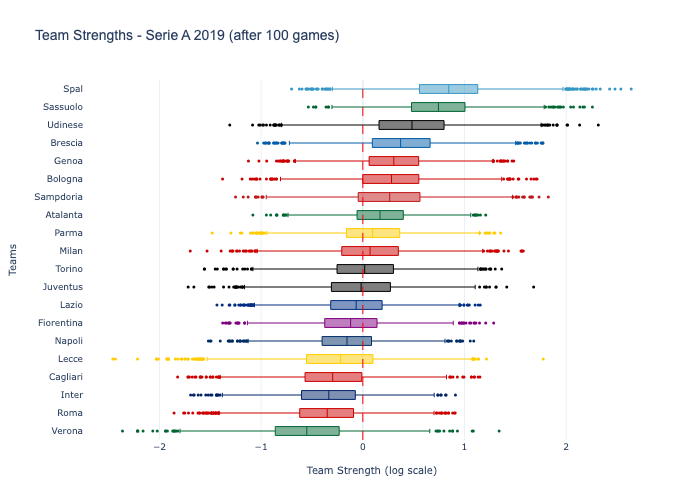 Team Strengths - Serie A 2019 (after 100 games)
Teams
Spal
Sassuolo
Udinese
Brescia
Genoa
Bologna
Sampdoria
Atalanta
Parma
Milan
Torino
Juventus
Lazio
Fiorentina
Napoli
Lecce
Cagliari
Inter
Roma
Verona
−2 −1 0 1 2
Team Strength (log scale)